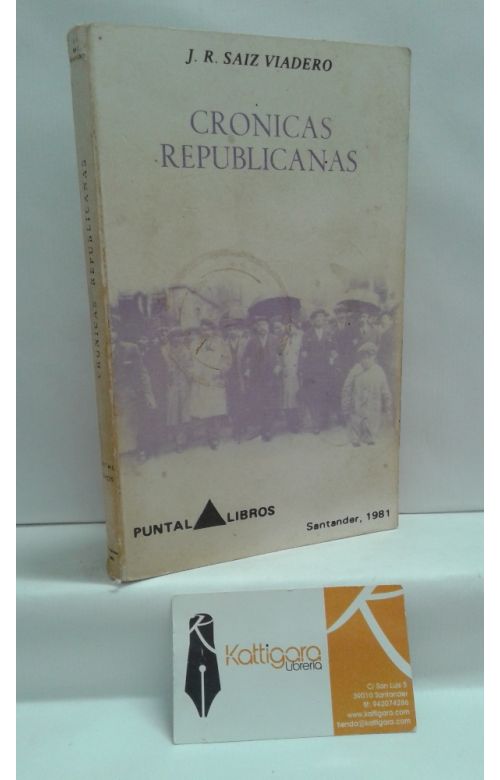 J. R. SAIZ VIADERO
CRONICAS
REPUBLICANAS
CRONICAS REPUBLICANAS
PUNTAL LIBROS
Santander, 1981
Kattigara
Librería
C/ San Luis 5
39010 Santander
tlf: 942074286
www.kattigara.com
tienda@kattigara.com